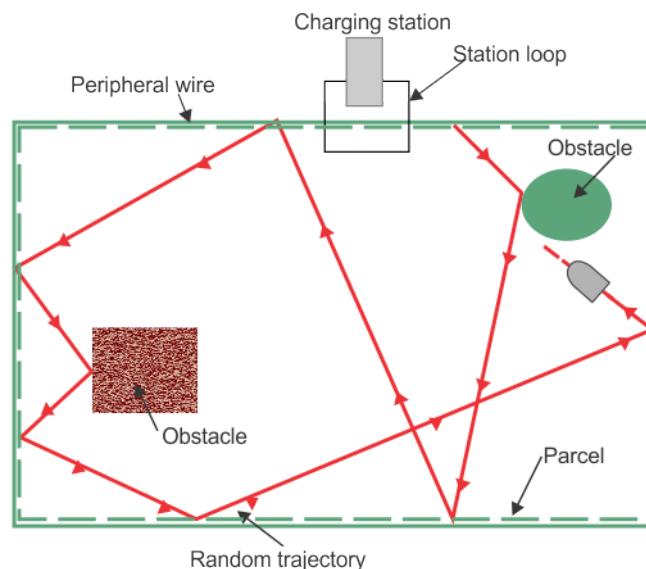 Charging station
Station loop
Peripheral wire
Obstacle
Obstacle
Parcel
Random trajectory